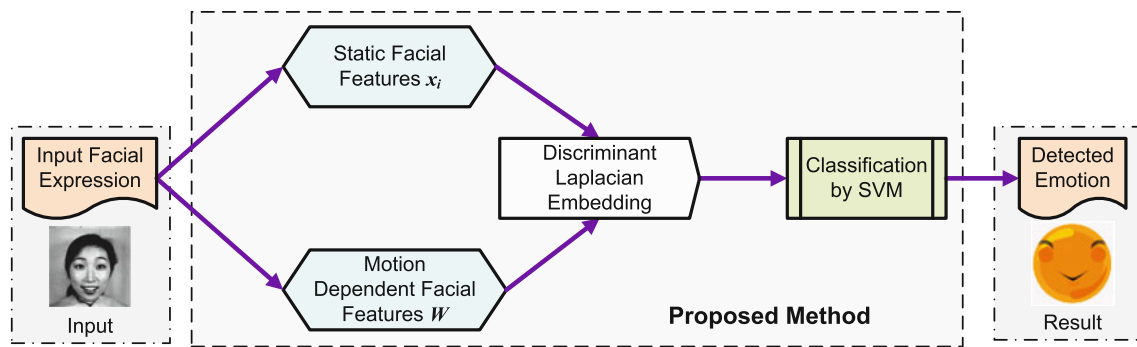 Input Facial
Expression
Input
Static Facial
Features xᵢ
Motion
Dependent Facial
Features W
Discriminant
Laplacian
Embedding
Classification
by SVM
Proposed Method
Detected
Emotion
Result